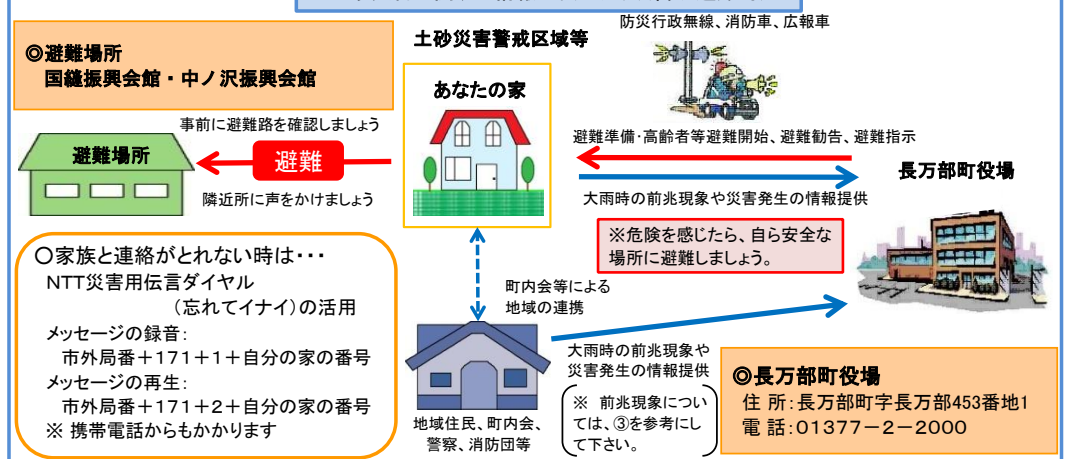 ◎避難場所
国縫振興会館・中ノ沢振興会館
土砂災害警戒区域等
防災行政無線、消防車、広報車
あなたの家
事前に避難路を確認しましょう
避難場所
避難
隣近所に声をかけましょう
避難準備・高齢者等避難開始、避難勧告、避難指示
大雨時の前兆現象や災害発生の情報提供
長万部町役場
※危険を感じたら、自ら安全な
場所に避難しましょう。
〇家族と連絡がとれない時は・・・
NTT災害用伝言ダイヤル
(忘れてイナイ)の活用
メッセージの録音:
市外局番+171+1+自分の家の番号
メッセージの再生:
市外局番+171+2+自分の家の番号
※ 携帯電話からもかかります
町内会等による
地域の連携
地域住民、町内会、
警察、消防団等
大雨時の前兆現象や
災害発生の情報提供
※ 前兆現象につい
ては、③を参考にし
て下さい。
◎長万部町役場
住 所:長万部町字長万部453番地1
電 話:01377-2-2000